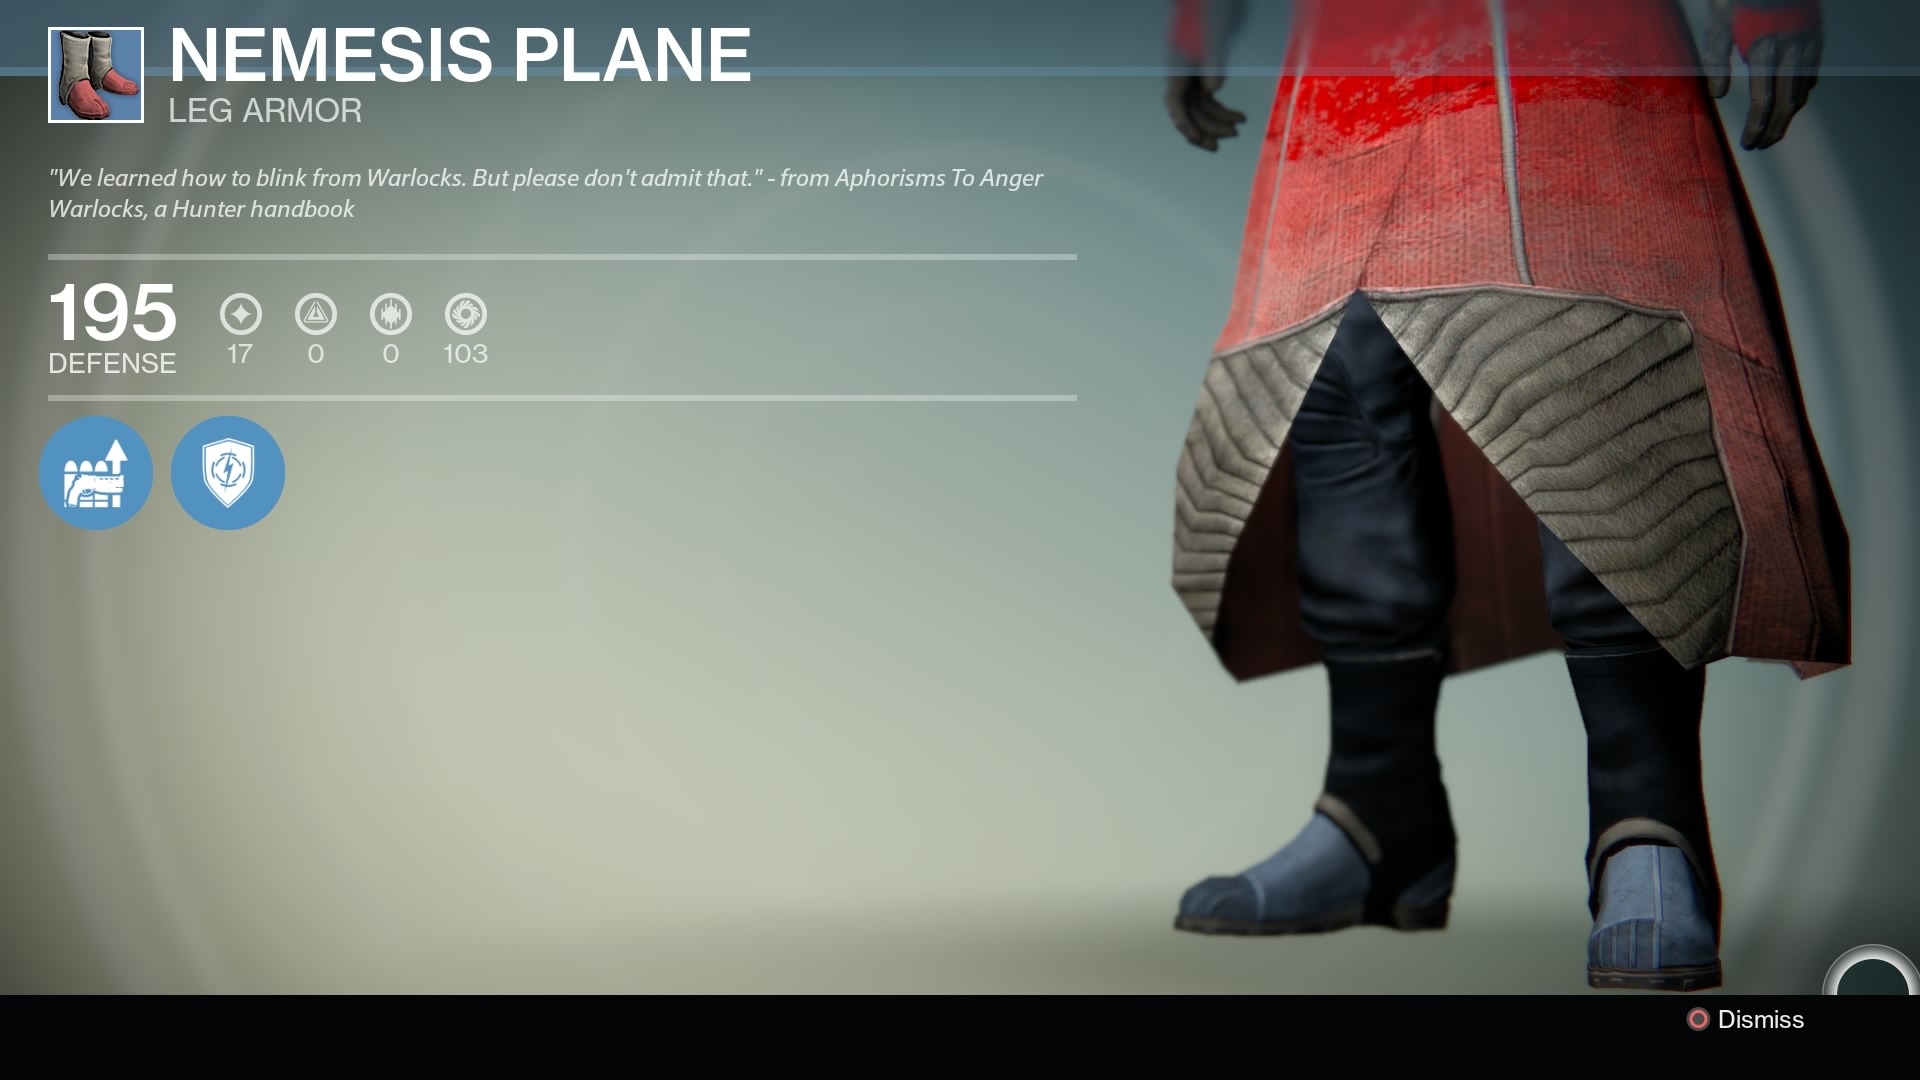 NEMESIS PLANE
LEG ARMOR
"We learned how to blink from Warlocks. But please don't admit that." - from Aphorisms To Anger
Warlocks, a Hunter handbook
195
DEFENSE
17 0 0 103
Dismiss